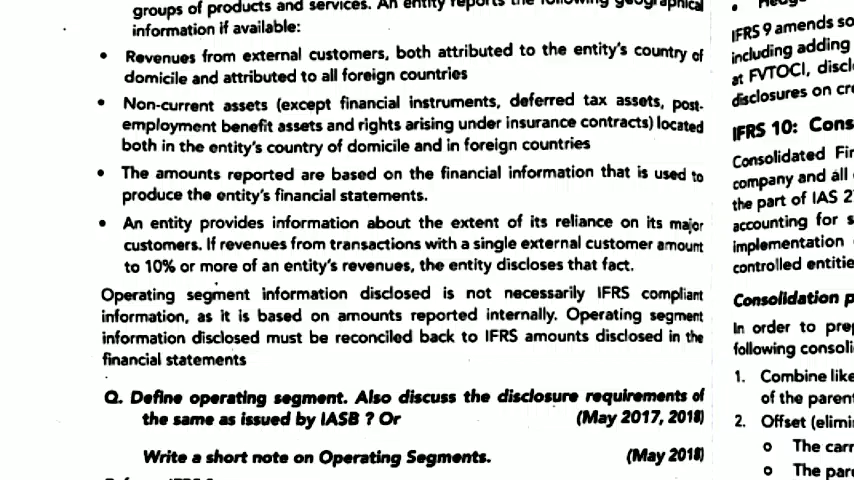 groups of products and services. An entity reports the following geographical
information if available:
• Revenues from external customers, both attributed to the entity's country of
domicile and attributed to all foreign countries
• Non-current assets (except financial instruments, deferred tax assets, post-
employment benefit assets and rights arising under insurance contracts) located
both in the entity's country of domicile and in foreign countries
• The amounts reported are based on the financial information that is used to
produce the entity's financial statements.
• An entity provides information about the extent of its reliance on its major
customers. If revenues from transactions with a single external customer amount
to 10% or more of an entity's revenues, the entity discloses that fact.
Operating segment information disclosed is not necessarily IFRS compliant
information, as it is based on amounts reported internally. Operating segment
information disclosed must be reconciled back to IFRS amounts disclosed in the
financial statements
Q. Define operating segment. Also discuss the disclosure requirements of
the same as issued by IASB ? Or (May 2017, 2018)
Write a short note on Operating Segments. (May 2018)
IFRS 9 amends so
including adding
at FVTOCI, discl
disclosures on cre
IFRS 10: Cons
Consolidated Fin
company and all
the part of IAS 2
accounting for s
implementation
controlled entitie
Consolidation p
In order to prep
following consoli
1. Combine like
of the paren
2. Offset (elimi
o The carr
o The pare